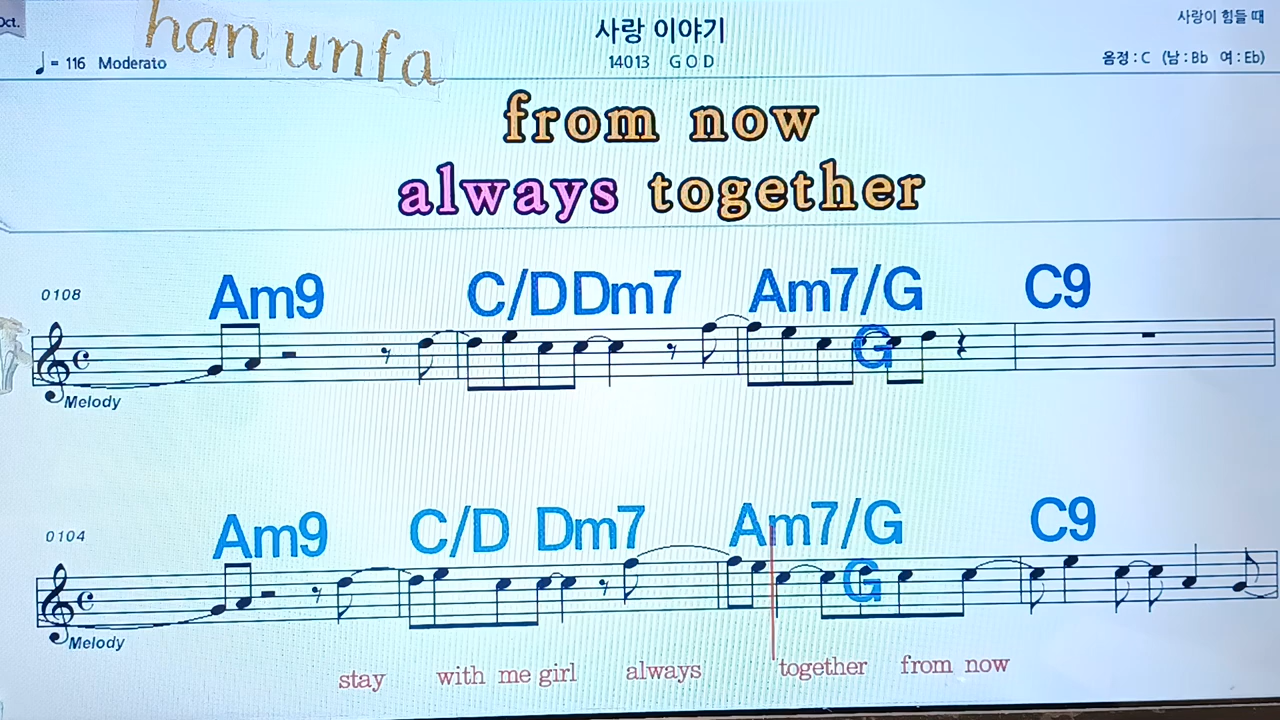 Oct.
han unfa
♩= 116 Moderato
사랑 이야기
14013 G O D
사랑이 힘들 때
음정 : C (남 : Bb 여 : Eb)
from now
always together
0108
Am9 C/D Dm7 Am7/G G C9
Melody
0104
Am9 C/D Dm7 Am7/G G C9
Melody
stay with me girl always together from now